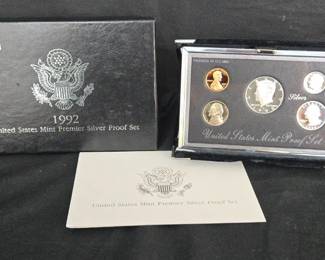 1992
United States Mint Premier Silver Proof Set
Silver
United States Mint Proof Set
United States Mint Premier Silver Proof Set